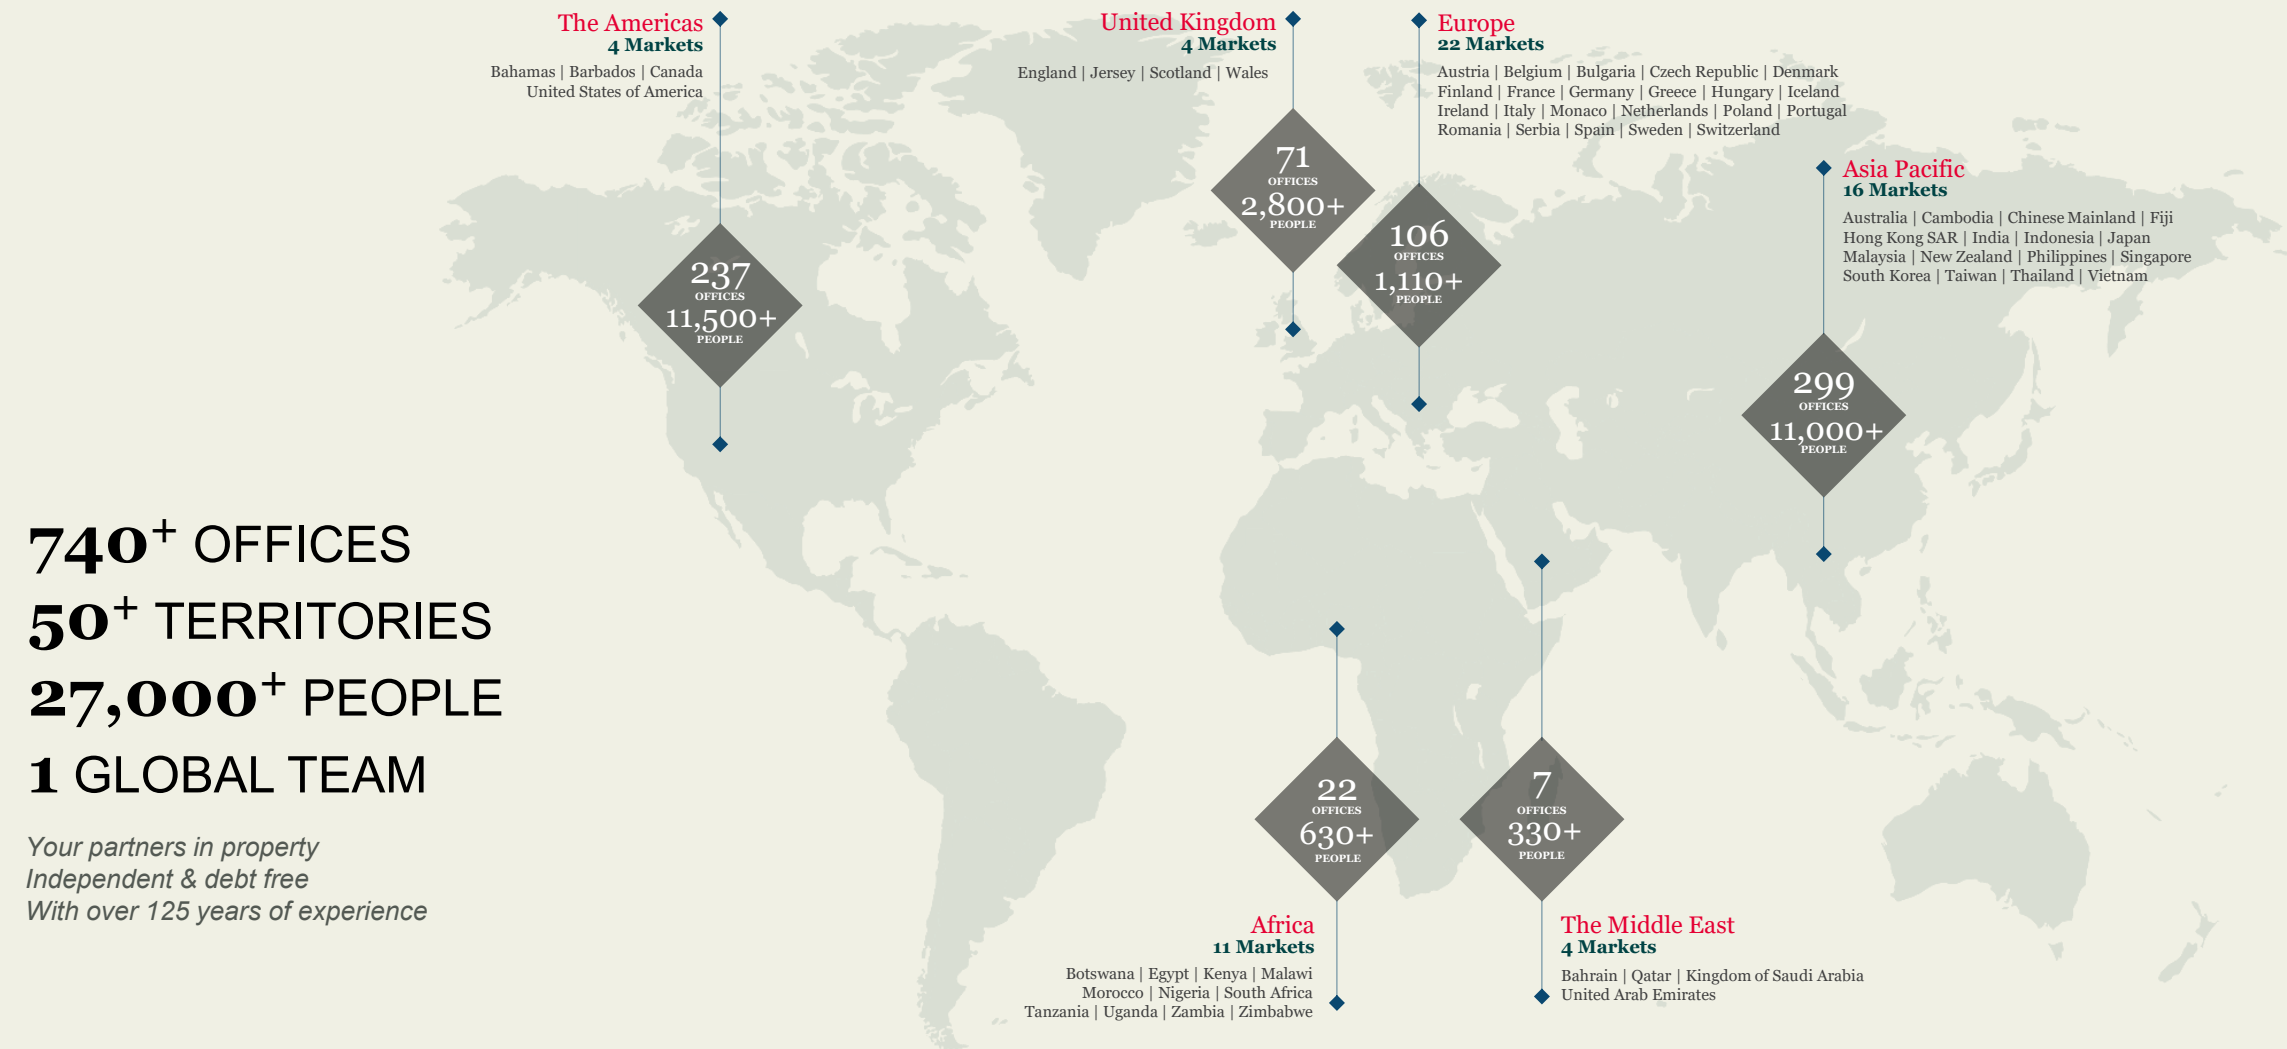 The Americas
4 Markets
Bahamas | Barbados | Canada
United States of America
237
OFFICES
11,500+
PEOPLE
United Kingdom
4 Markets
England | Jersey | Scotland | Wales
71
OFFICES
2,800+
PEOPLE
Europe
22 Markets
Austria | Belgium | Bulgaria | Czech Republic | Denmark
Finland | France | Germany | Greece | Hungary | Iceland
Ireland | Italy | Monaco | Netherlands | Poland | Portugal
Romania | Serbia | Spain | Sweden | Switzerland
106
OFFICES
1,110+
PEOPLE
Asia Pacific
16 Markets
Australia | Cambodia | Chinese Mainland | Fiji
Hong Kong SAR | India | Indonesia | Japan
Malaysia | New Zealand | Philippines | Singapore
South Korea | Taiwan | Thailand | Vietnam
299
OFFICES
11,000+
PEOPLE
740+ OFFICES
50+ TERRITORIES
27,000+ PEOPLE
1 GLOBAL TEAM
Your partners in property
Independent & debt free
With over 125 years of experience
22
OFFICES
630+
PEOPLE
Africa
11 Markets
Botswana | Egypt | Kenya | Malawi
Morocco | Nigeria | South Africa
Tanzania | Uganda | Zambia | Zimbabwe
7
OFFICES
330+
PEOPLE
The Middle East
4 Markets
Bahrain | Qatar | Kingdom of Saudi Arabia
United Arab Emirates